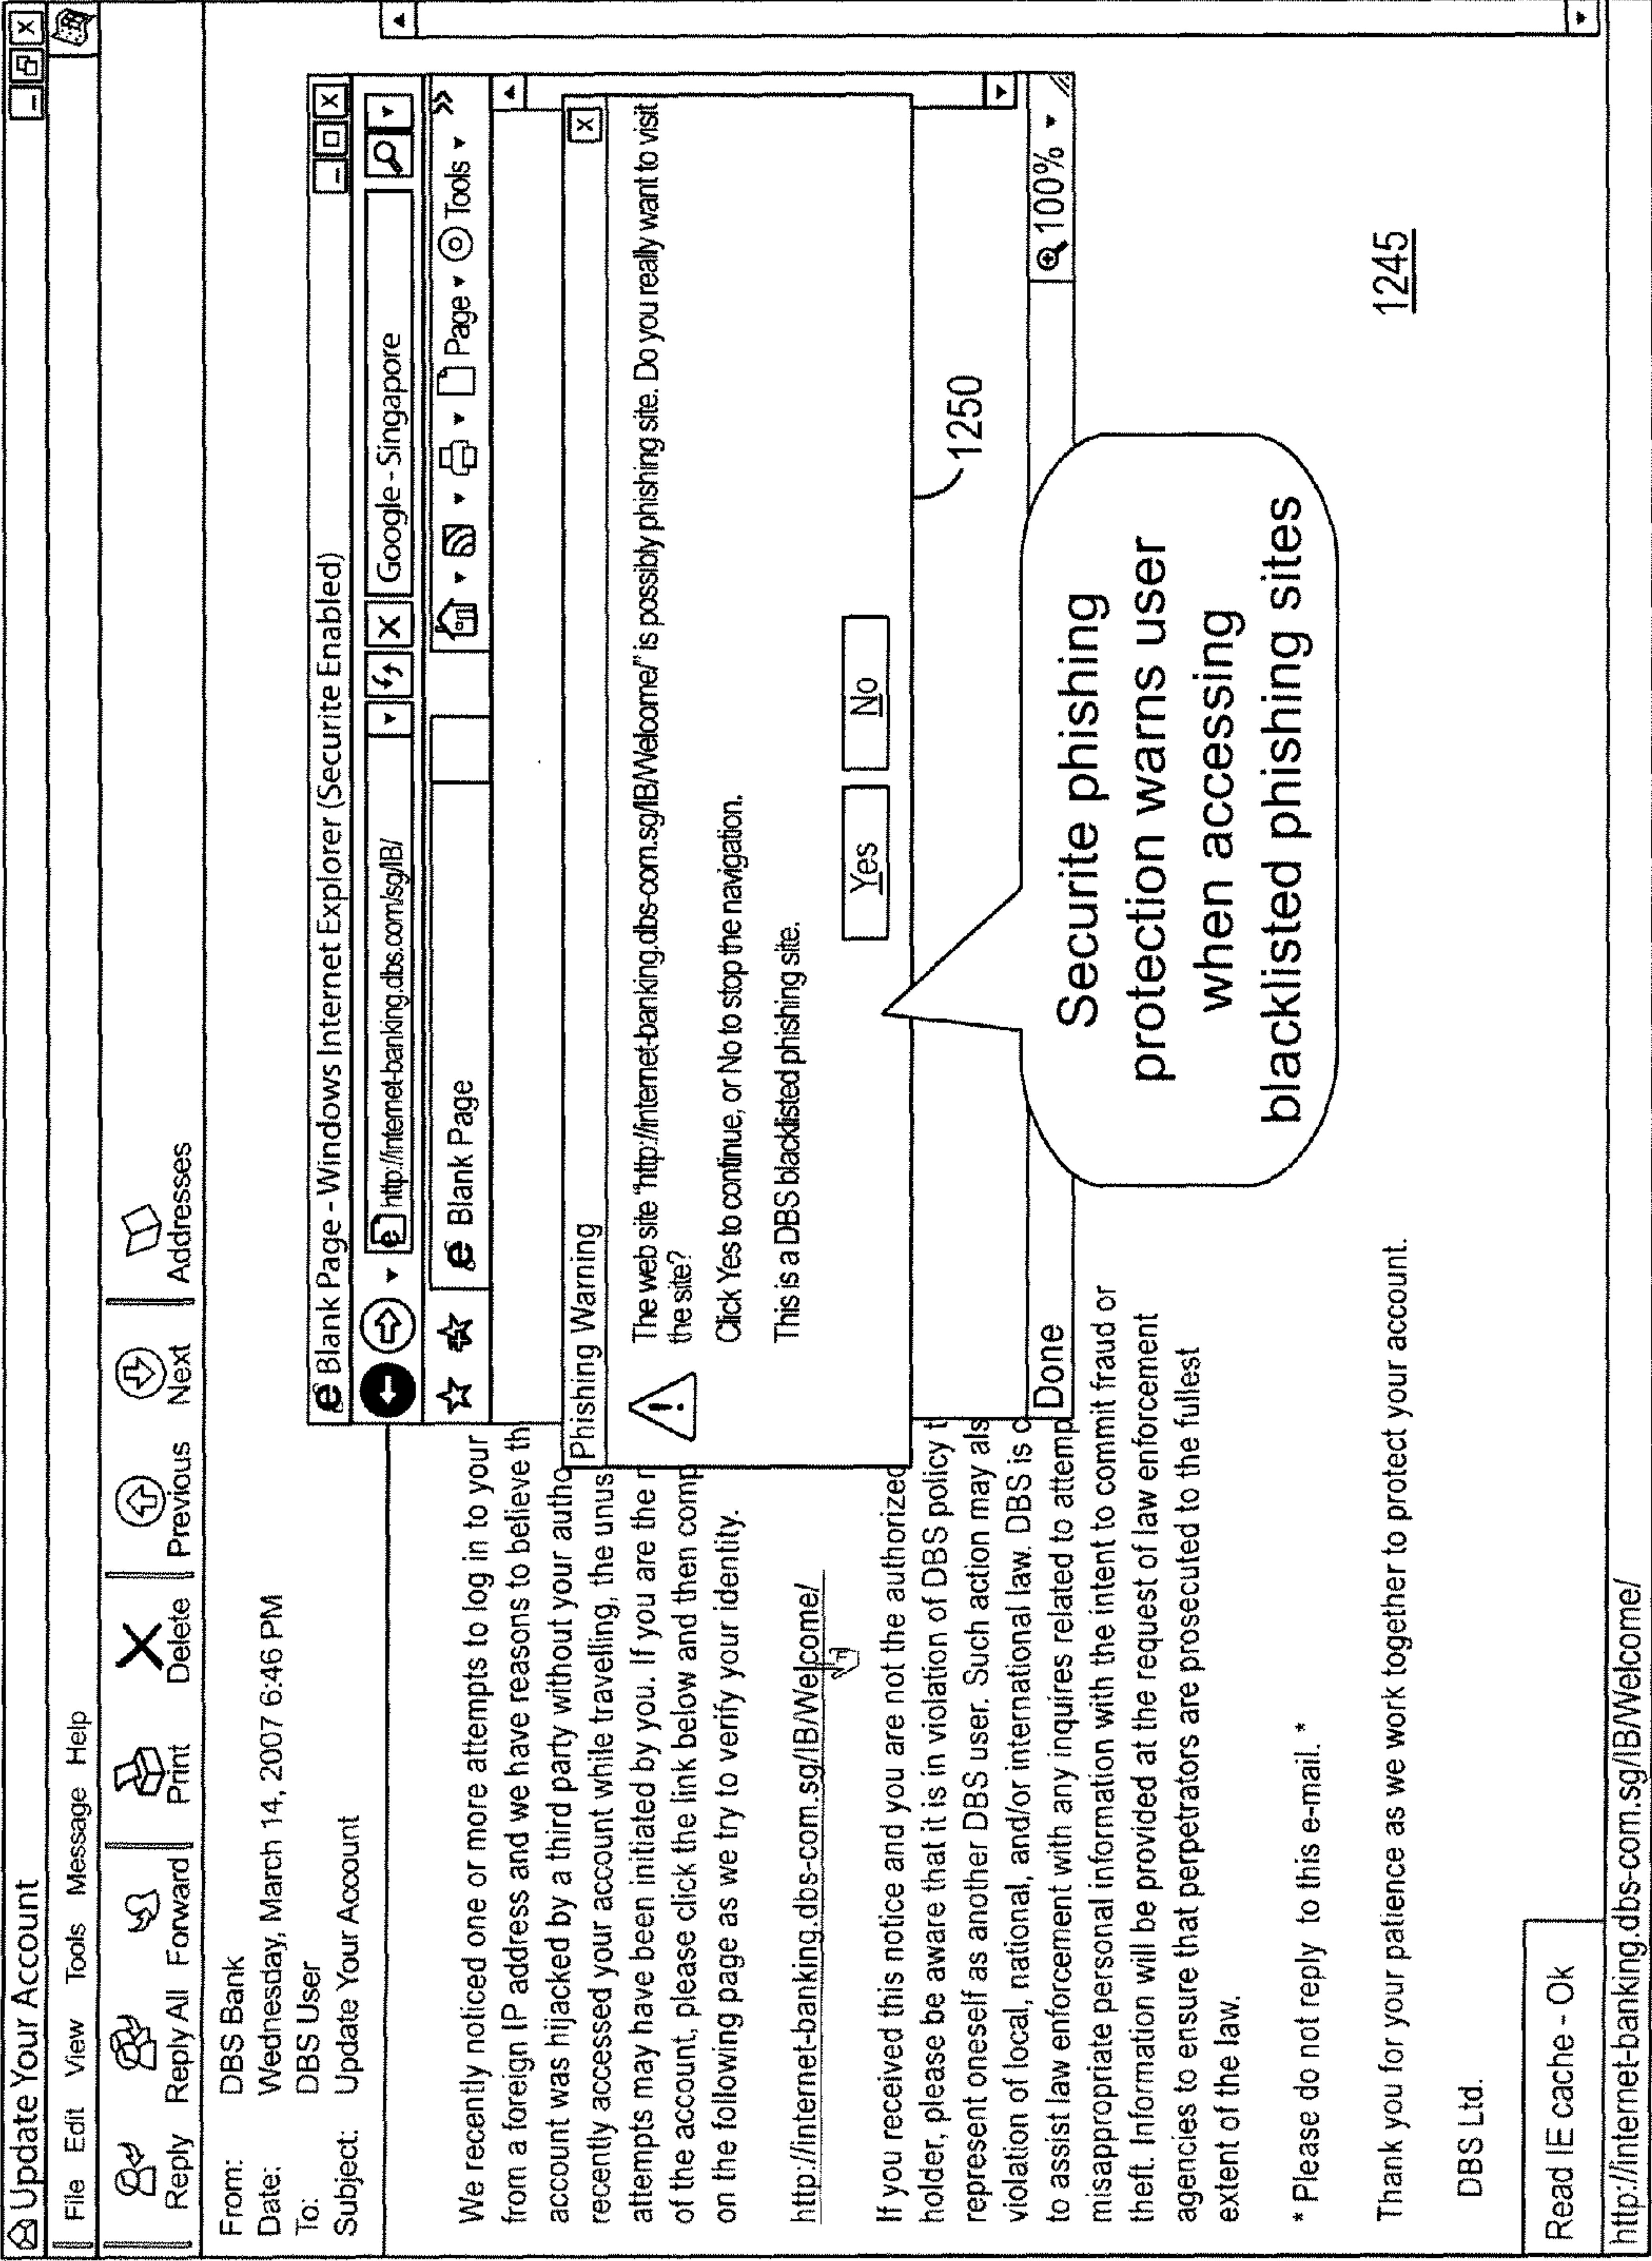 Update Your Account
File Edit View Tools Message Help
Reply Reply All Forward Print Delete Previous Next Addresses
From: DBS Bank
Date: Wednesday, March 14, 2007 6:46 PM
To: DBS User
Subject: Update Your Account
We recently noticed one or more attempts to log in to your
from a foreign IP address and we have reasons to believe th
account was hijacked by a third party without your autho
recently accessed your account while traveling, the unus
attempts may have been initiated by you. If you are the r
of the account, please click the link below and then comp
on the following page as we try to verify your identity.
http://internet-banking.dbs-com.sg/IB/Welcome/
If you received this notice and you are not the authorized
holder, please be aware that it is in violation of DBS policy t
represent oneself as another DBS user. Such action may als
violation of local, national, and/or international law. DBS is c
to assist law enforcement with any inquires related to attemp
misappropriate personal information with the intent to commit fraud or
theft. Information will be provided at the request of law enforcement
agencies to ensure that perpetrators are prosecuted to the fullest
extent of the law.
* Please do not reply to this e-mail. *
Thank you for your patience as we work together to protect your account.
DBS Ltd.
Read IE cache - Ok
http://internet-banking.dbs-com.sg/IB/Welcome/
Blank Page - Windows Internet Explorer (Securite Enabled)
http://internet-banking.dbs.com/sg/IB/ Google - Singapore
Blank Page Page Tools »
Phishing Warning
The web site "http://internet-banking.dbs-com.sg/IB/Welcome/" is possibly phishing site. Do you really want to visit
the site?
Click Yes to continue, or No to stop the navigation.
This is a DBS blacklisted phishing site.
Yes No
1250
Done 100%
Securite phishing
protection warns user
when accessing
blacklisted phishing sites
1245